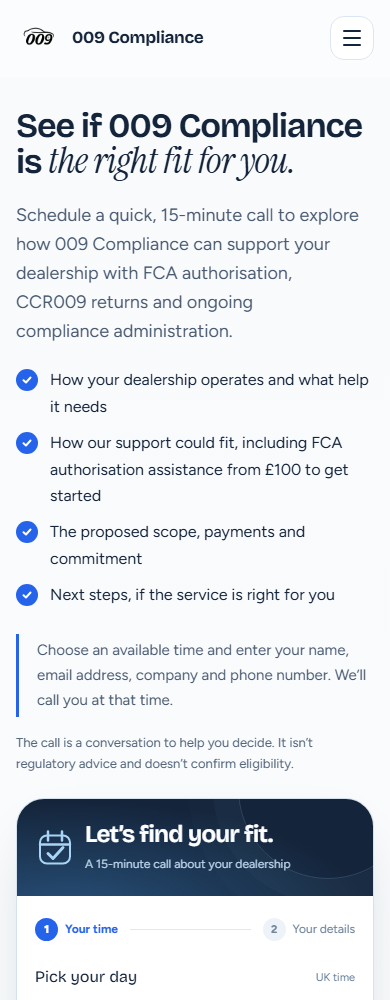 009 009 Compliance
See if 009 Compliance
is the right fit for you.
Schedule a quick, 15-minute call to explore
how 009 Compliance can support your
dealership with FCA authorisation,
CCR009 returns and ongoing
compliance administration.
How your dealership operates and what help
it needs
How our support could fit, including FCA
authorisation assistance from £100 to get
started
The proposed scope, payments and
commitment
Next steps, if the service is right for you
Choose an available time and enter your name,
email address, company and phone number. We’ll
call you at that time.
The call is a conversation to help you decide. It isn’t
regulatory advice and doesn’t confirm eligibility.
Let’s find your fit.
A 15-minute call about your dealership
1 Your time 2 Your details
Pick your day UK time